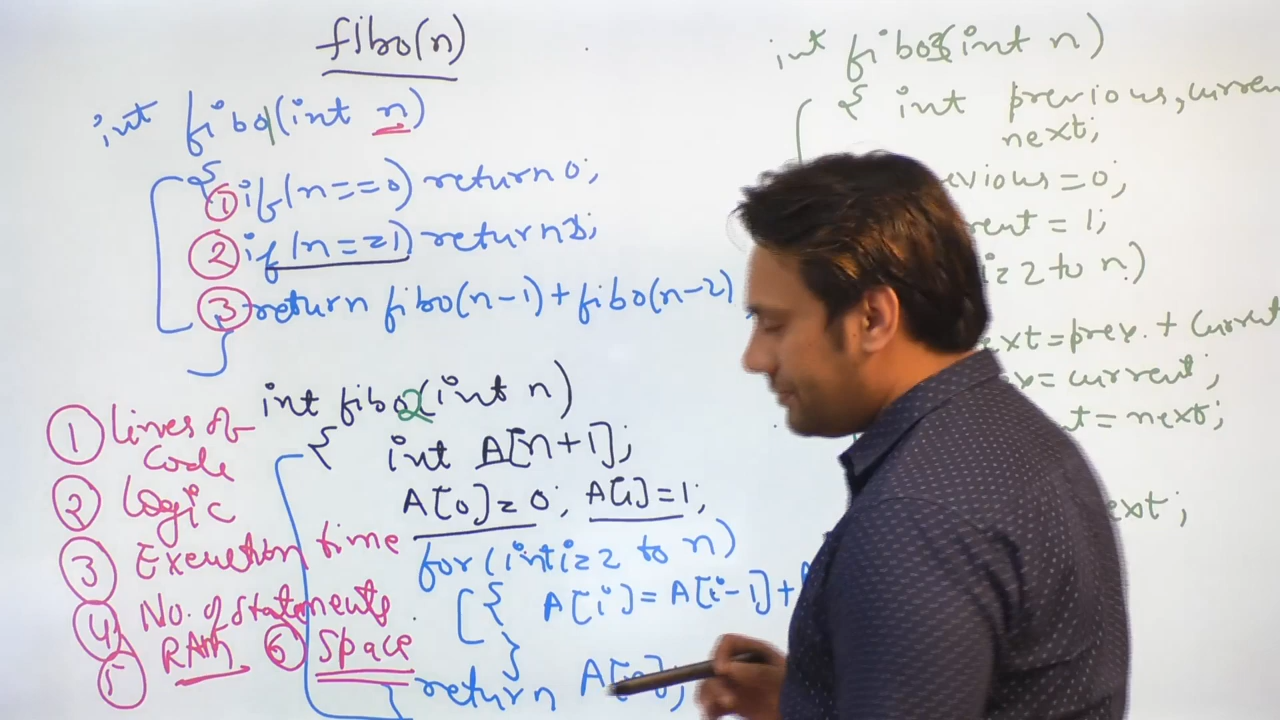 fibo(n)
int fibo1(int n)
{
① if(n==0) return 0;
② if(n==1) return 1;
③ return fibo(n-1)+fibo(n-2)
}
int fibo2(int n)
{ int A[n+1];
A[0]=0; A[1]=1;
for(int i=2 to n)
{ A[i]=A[i-1]+
}
return A[n];
}
① lines of code
② Logic
③ Execution time
④ No. of statements
⑤ RAM ⑥ Space
int fibo3(int n)
{ int previous, current
next;
evious=0;
rent=1;
i=2 to n)
ext=prev.+current
=current;
t=next;
ext;